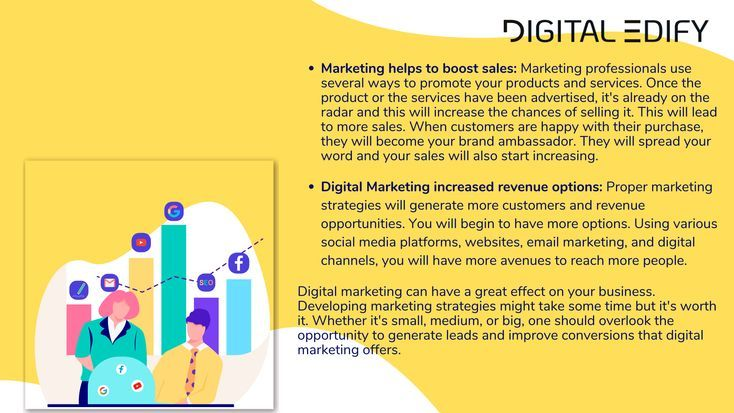 DIGITAL EDIFY
• Marketing helps to boost sales: Marketing professionals use
several ways to promote your products and services. Once the
product or the services have been advertised, it's already on the
radar and this will increase the chances of selling it. This will lead
to more sales. When customers are happy with their purchase,
they will become your brand ambassador. They will spread your
word and your sales will also start increasing.
• Digital Marketing increased revenue options: Proper marketing
strategies will generate more customers and revenue
opportunities. You will begin to have more options. Using various
social media platforms, websites, email marketing, and digital
channels, you will have more avenues to reach more people.
Digital marketing can have a great effect on your business.
Developing marketing strategies might take some time but it's worth
it. Whether it's small, medium, or big, one should overlook the
opportunity to generate leads and improve conversions that digital
marketing offers.
SEO